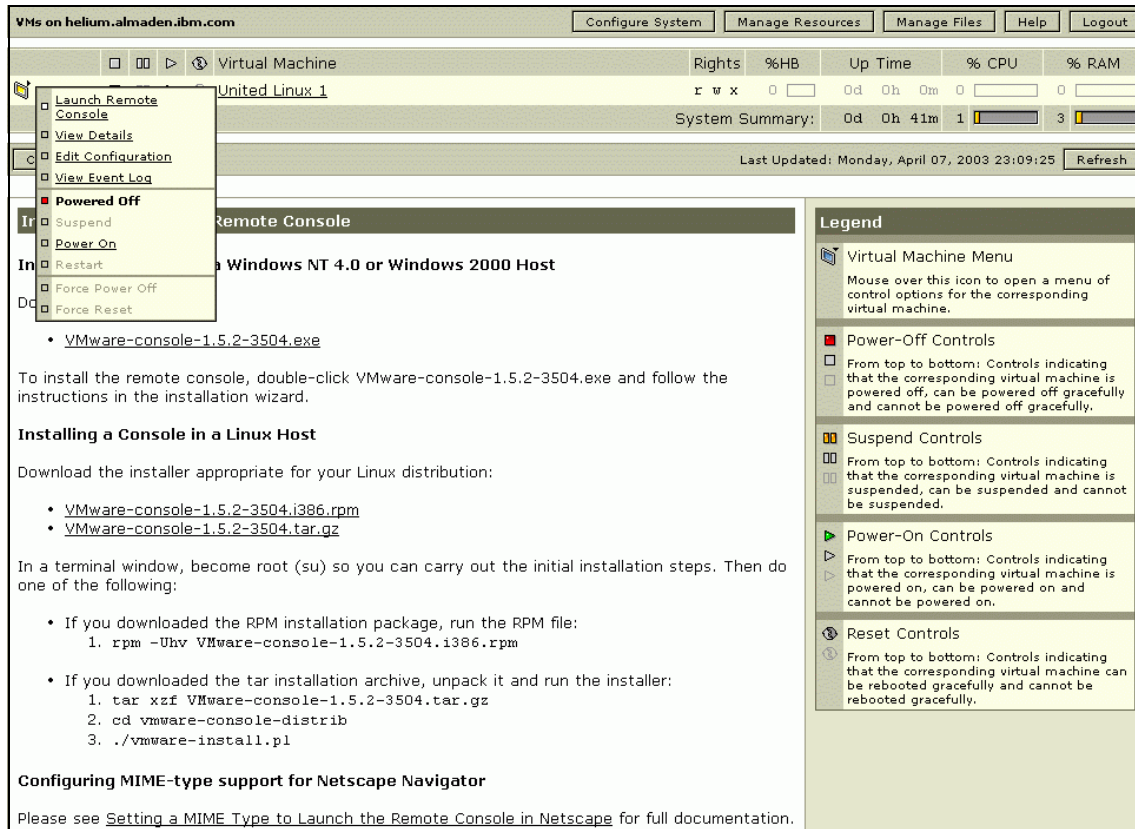 VMs on helium.almaden.ibm.com Configure System Manage Resources Manage Files Help Logout
Virtual Machine Rights %HB Up Time % CPU % RAM
United Linux 1 r w x 0 0d 0h 0m 0 0
System Summary: 0d 0h 41m 1 3
Last Updated: Monday, April 07, 2003 23:09:25 Refresh
Launch Remote
Console
View Details
Edit Configuration
View Event Log
Powered Off
Suspend
Power On
Restart
Force Power Off
Force Reset
Remote Console
a Windows NT 4.0 or Windows 2000 Host
• VMware-console-1.5.2-3504.exe
To install the remote console, double-click VMware-console-1.5.2-3504.exe and follow the
instructions in the installation wizard.
Installing a Console in a Linux Host
Download the installer appropriate for your Linux distribution:
• VMware-console-1.5.2-3504.i386.rpm
• VMware-console-1.5.2-3504.tar.gz
In a terminal window, become root (su) so you can carry out the initial installation steps. Then do
one of the following:
• If you downloaded the RPM installation package, run the RPM file:
1. rpm -Uhv VMware-console-1.5.2-3504.i386.rpm
• If you downloaded the tar installation archive, unpack it and run the installer:
1. tar xzf VMware-console-1.5.2-3504.tar.gz
2. cd vmware-console-distrib
3. ./vmware-install.pl
Configuring MIME-type support for Netscape Navigator
Please see Setting a MIME Type to Launch the Remote Console in Netscape for full documentation.
Legend
Virtual Machine Menu
Mouse over this icon to open a menu of
control options for the corresponding
virtual machine.
Power-Off Controls
From top to bottom: Controls indicating
that the corresponding virtual machine is
powered off, can be powered off gracefully
and cannot be powered off gracefully.
Suspend Controls
From top to bottom: Controls indicating
that the corresponding virtual machine is
suspended, can be suspended and cannot
be suspended.
Power-On Controls
From top to bottom: Controls indicating
that the corresponding virtual machine is
powered on, can be powered on and
cannot be powered on.
Reset Controls
From top to bottom: Controls indicating
that the corresponding virtual machine can
be rebooted gracefully and cannot be
rebooted gracefully.